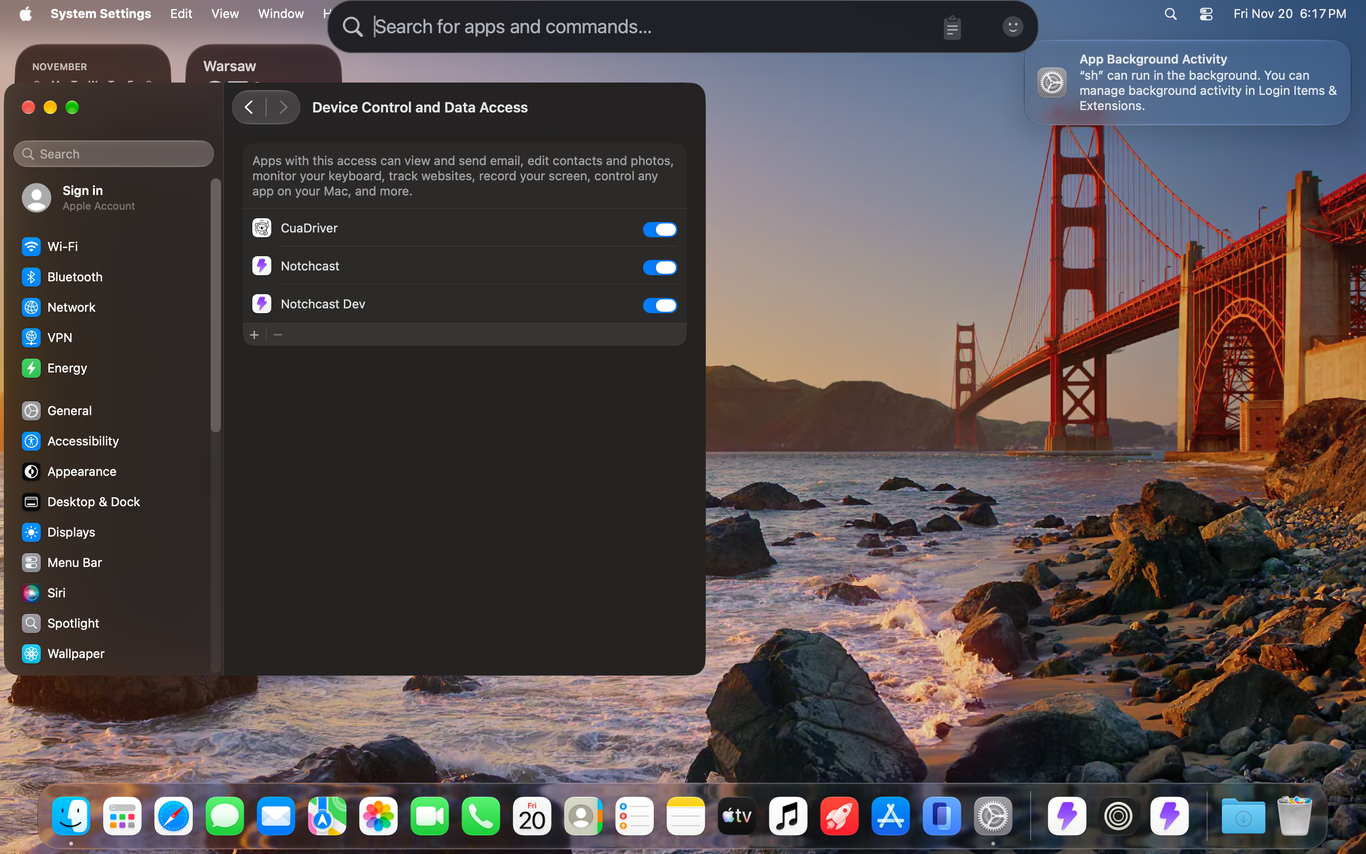 System Settings Edit View Window
Search for apps and commands...
Fri Nov 20 6:17 PM
NOVEMBER
Warsaw
App Background Activity
“sh” can run in the background. You can
manage background activity in Login Items &
Extensions.
Search
Sign in
Apple Account
Wi-Fi
Bluetooth
Network
VPN
Energy
General
Accessibility
Appearance
Desktop & Dock
Displays
Menu Bar
Siri
Spotlight
Wallpaper
Device Control and Data Access
Apps with this access can view and send email, edit contacts and photos,
monitor your keyboard, track websites, record your screen, control any
app on your Mac, and more.
CuaDriver
Notchcast
Notchcast Dev
Fri
20
tv